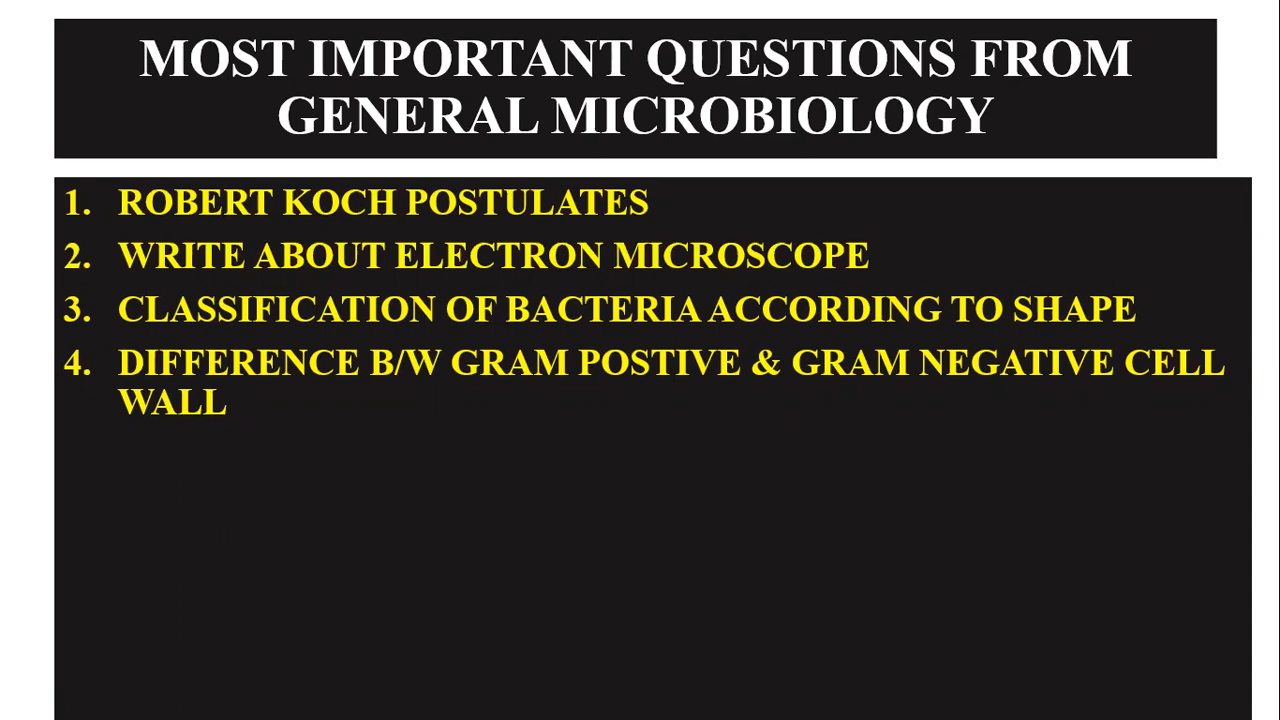 MOST IMPORTANT QUESTIONS FROM
GENERAL MICROBIOLOGY
1. ROBERT KOCH POSTULATES
2. WRITE ABOUT ELECTRON MICROSCOPE
3. CLASSIFICATION OF BACTERIA ACCORDING TO SHAPE
4. DIFFERENCE B/W GRAM POSTIVE & GRAM NEGATIVE CELL
WALL